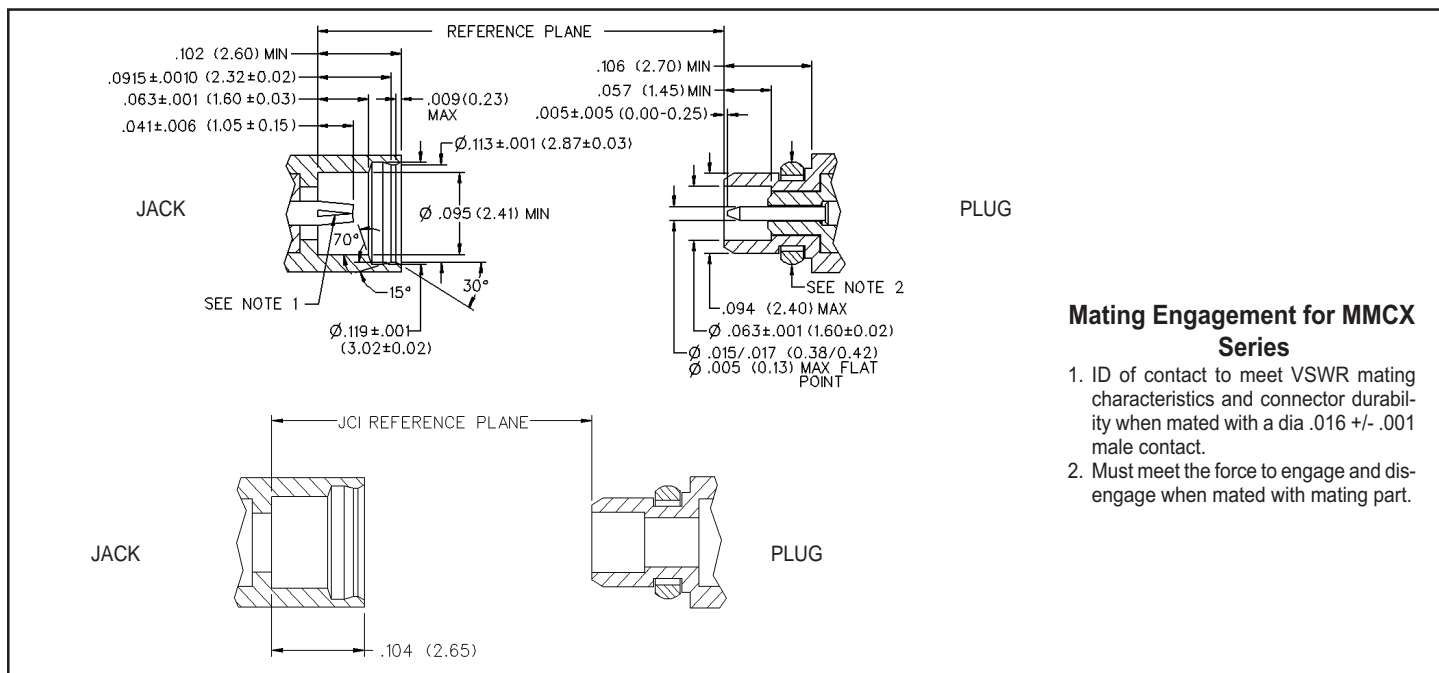 REFERENCE PLANE
.102 (2.60) MIN
.0915±.0010 (2.32±0.02)
.063±.001 (1.60±0.03)
.041±.006 (1.05±0.15)
.009(0.23)
MAX
Ø.113±.001 (2.87±0.03)
JACK
Ø .095 (2.41) MIN
70°
SEE NOTE 1
15°
30°
Ø.119±.001
(3.02±0.02)
.106 (2.70) MIN
.057 (1.45) MIN
.005±.005 (0.00-0.25)
PLUG
SEE NOTE 2
.094 (2.40) MAX
Ø .063±.001 (1.60±0.02)
Ø .015/.017 (0.38/0.42)
Ø .005 (0.13) MAX FLAT
POINT
Mating Engagement for MMCX
Series
1. ID of contact to meet VSWR mating
characteristics and connector durabil-
ity when mated with a dia .016 +/- .001
male contact.
2. Must meet the force to engage and dis-
engage when mated with mating part.
JCI REFERENCE PLANE
JACK
PLUG
.104 (2.65)